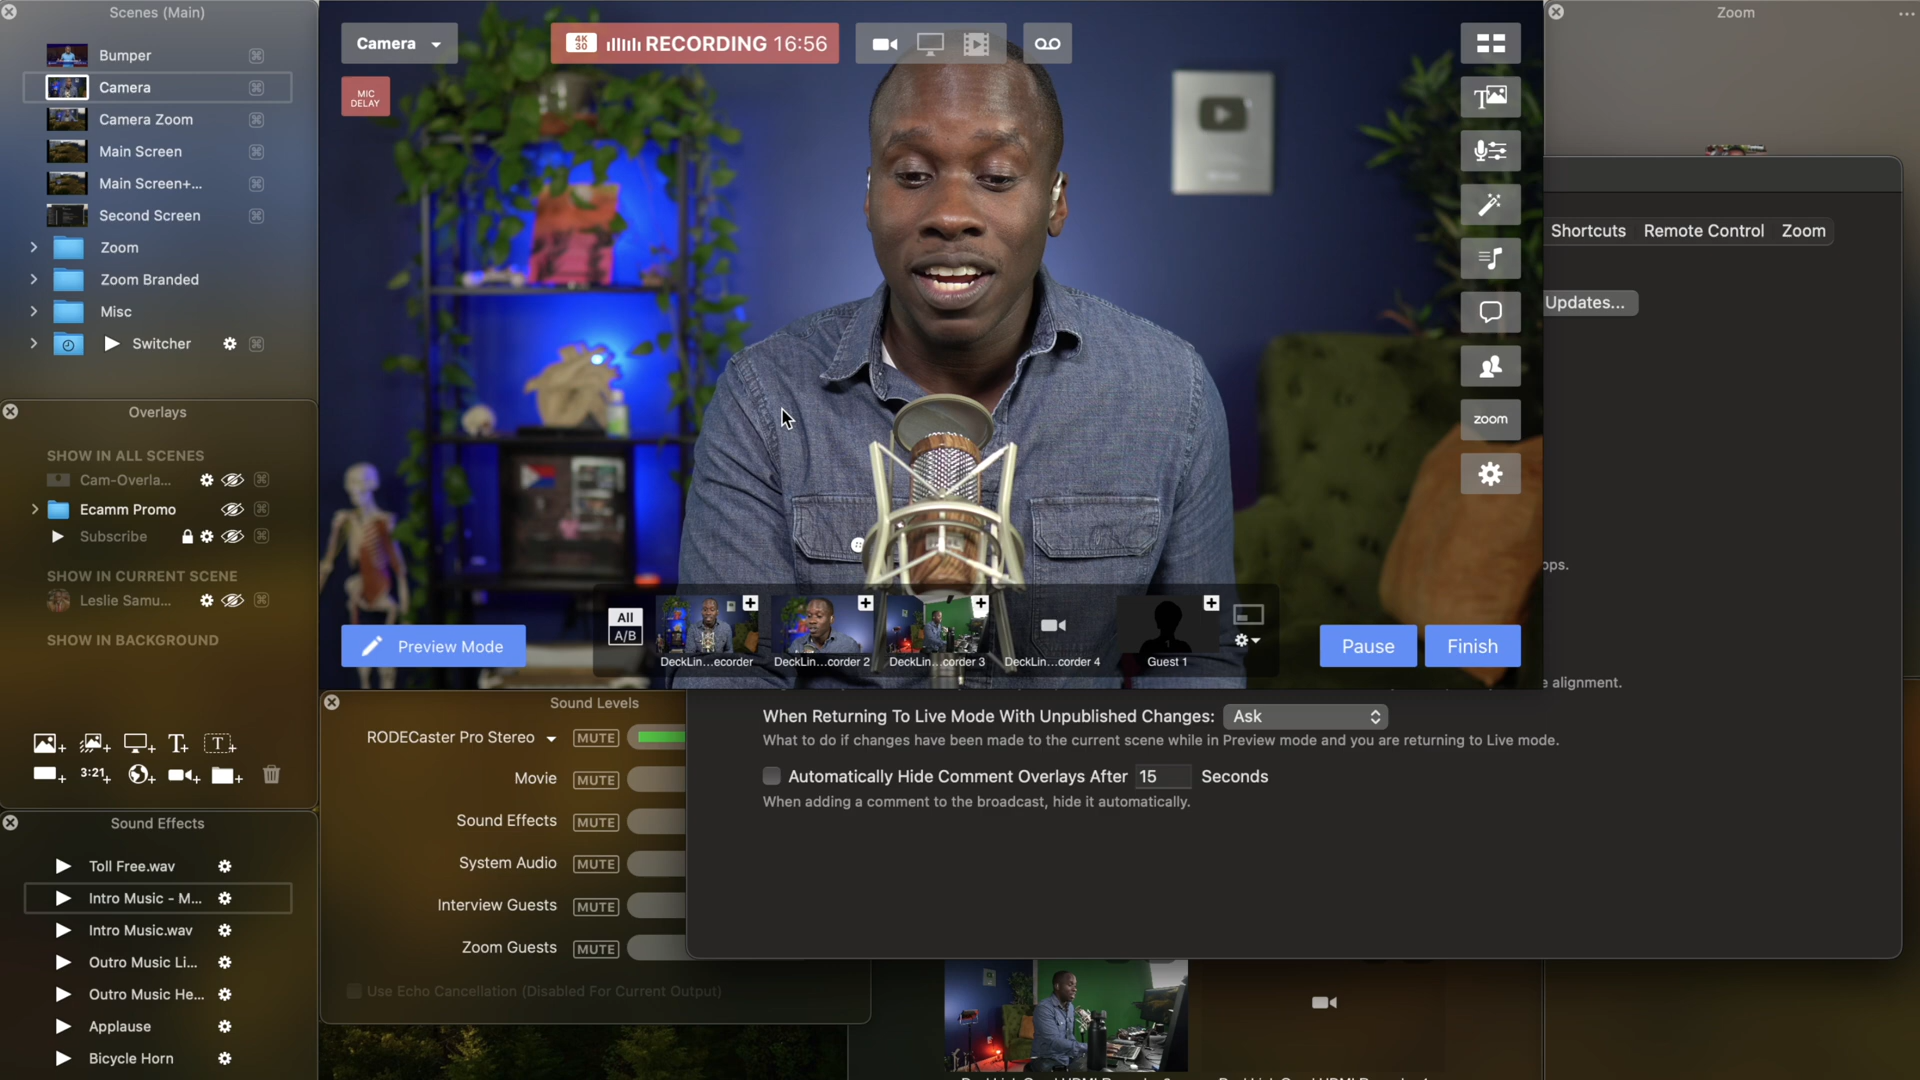 Scenes (Main)
Bumper
Camera
Camera Zoom
Main Screen
Main Screen+...
Second Screen
Zoom
Zoom Branded
Misc
Switcher
Overlays
SHOW IN ALL SCENES
Cam-Overla...
Ecamm Promo
Subscribe
SHOW IN CURRENT SCENE
Leslie Samu...
SHOW IN BACKGROUND
3:21+
Sound Effects
Toll Free.wav
Intro Music - M...
Intro Music.wav
Outro Music Li...
Outro Music He...
Applause
Bicycle Horn
Camera
4K 30 RECORDING 16:56
MIC DELAY
zoom
Preview Mode
All
A/B
DeckLin...ecorder
DeckLin...corder 2
DeckLin...corder 3
DeckLin...corder 4
Guest 1
Pause
Finish
Sound Levels
RODECaster Pro Stereo MUTE
Movie MUTE
Sound Effects MUTE
System Audio MUTE
Interview Guests MUTE
Zoom Guests MUTE
Use Echo Cancellation (Disabled For Current Output)
Zoom
Shortcuts Remote Control Zoom
Updates...
ops.
e alignment.
When Returning To Live Mode With Unpublished Changes: Ask
What to do if changes have been made to the current scene while in Preview mode and you are returning to Live mode.
Automatically Hide Comment Overlays After 15 Seconds
When adding a comment to the broadcast, hide it automatically.